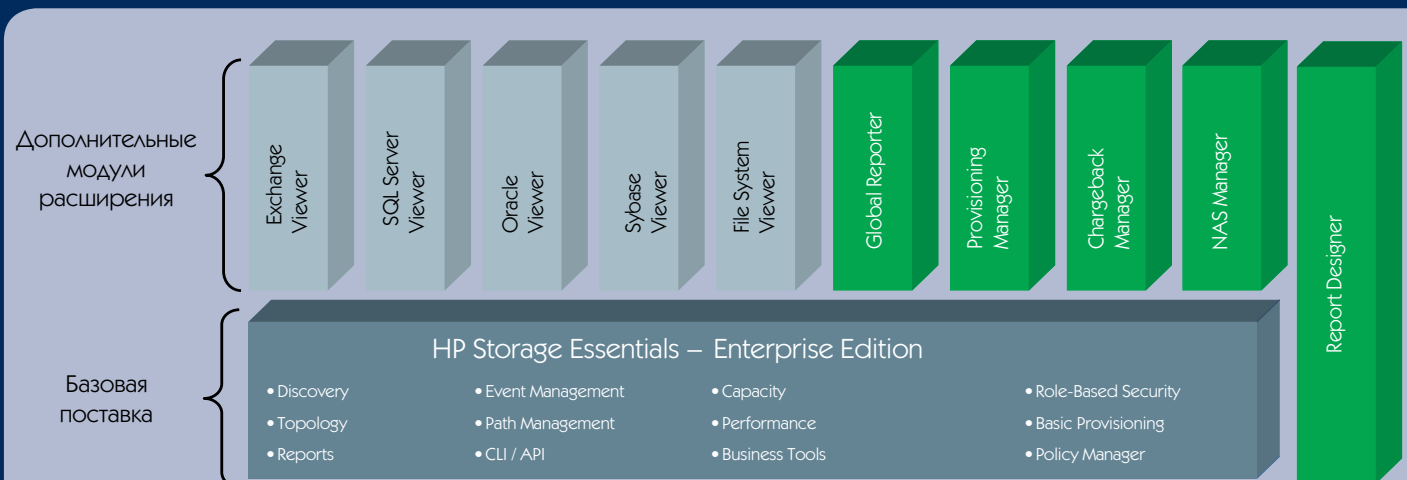 Дополнительные
модули
расширения
Exchange
Viewer
SQL Server
Viewer
Oracle
Viewer
Sybase
Viewer
File System
Viewer
Global Reporter
Provisioning
Manager
Chargeback
Manager
NAS Manager
Report Designer
Базовая
поставка
HP Storage Essentials – Enterprise Edition
• Discovery
• Topology
• Reports
• Event Management
• Path Management
• CLI / API
• Capacity
• Performance
• Business Tools
• Role-Based Security
• Basic Provisioning
• Policy Manager